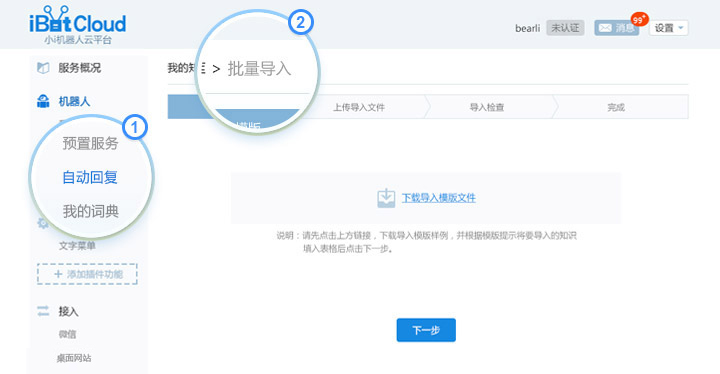 iBotCloud
小i机器人云平台
bearli 未认证 消息 99+ 设置
服务概况
机器人
1
预置服务
自动回复
我的词典
文字菜单
+ 添加插件功能
接入
微信
桌面网站
2
我的知 > 批量导入
模版 上传导入文件 导入检查 完成
下载导入模版文件
说明：请先点击上方链接，下载导入模版样例，并根据模版提示将要导入的知识
填入表格后点击下一步。
下一步